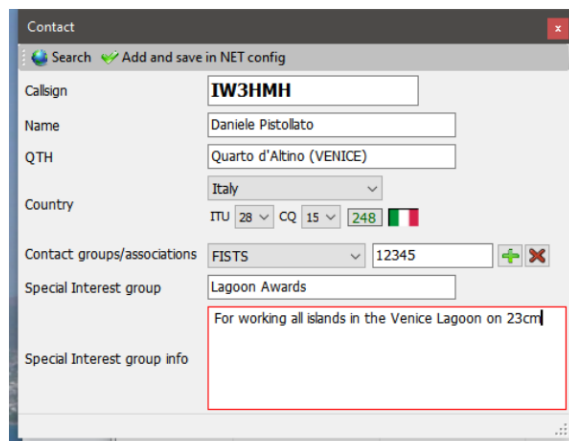 Contact
x
Search Add and save in NET config
Callsign IW3HMH
Name Daniele Pistollato
QTH Quarto d'Altino (VENICE)
Country Italy
ITU 28 CQ 15 248
Contact groups/associations FISTS 12345
Special Interest group Lagoon Awards
Special Interest group info For working all islands in the Venice Lagoon on 23cm